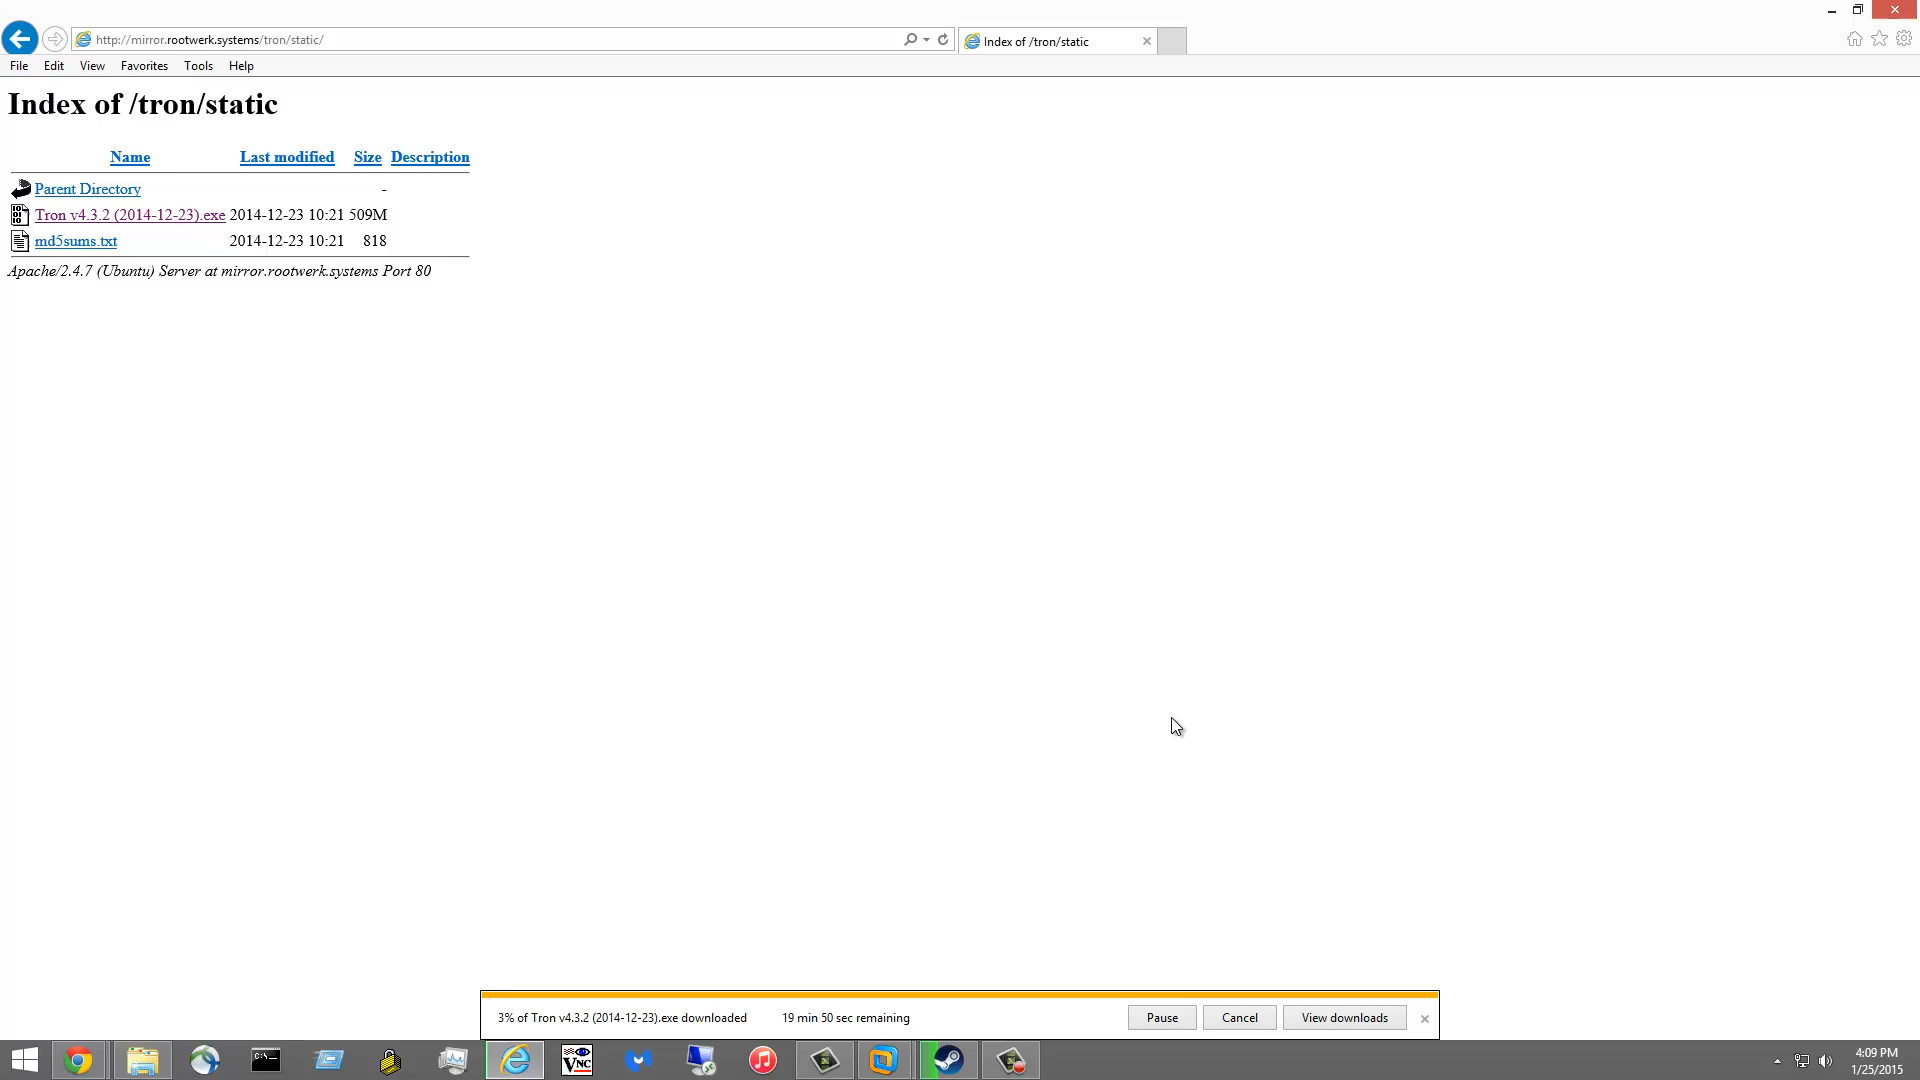 http://mirror.rootwerk.systems/tron/static/
Index of /tron/static
File Edit View Favorites Tools Help
Index of /tron/static
Name Last modified Size Description
Parent Directory -
Tron v4.3.2 (2014-12-23).exe 2014-12-23 10:21 509M
md5sums.txt 2014-12-23 10:21 818
Apache/2.4.7 (Ubuntu) Server at mirror.rootwerk.systems Port 80
3% of Tron v4.3.2 (2014-12-23).exe downloaded 19 min 50 sec remaining Pause Cancel View downloads
4:09 PM
1/25/2015